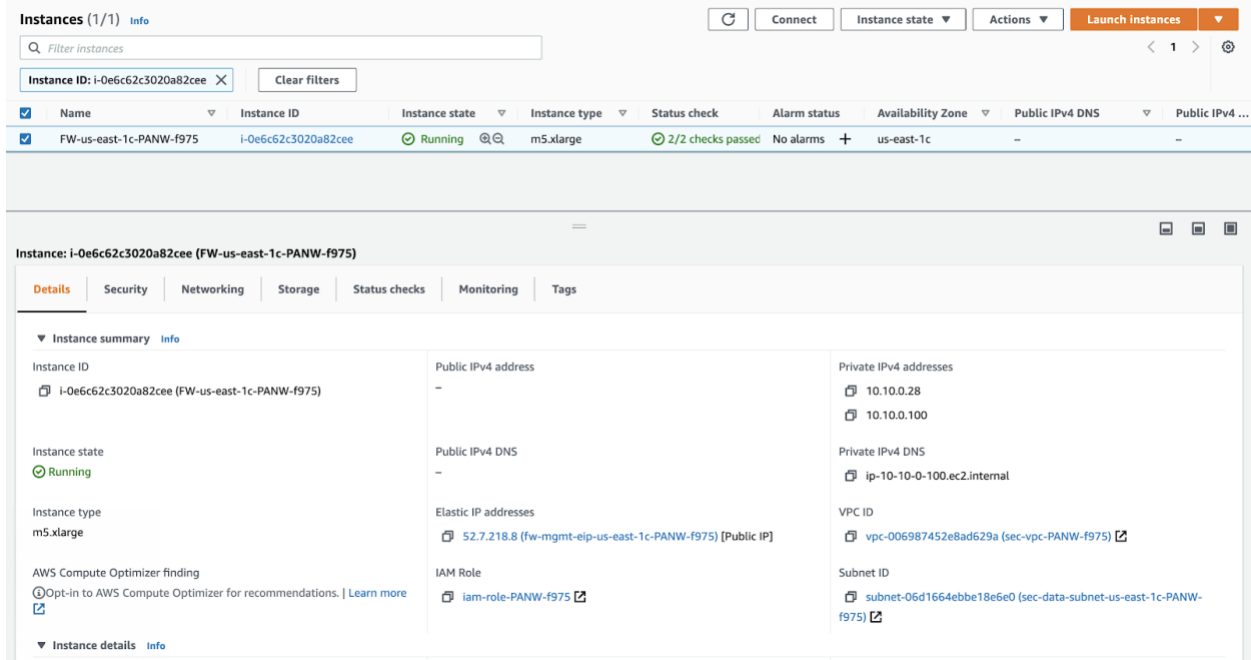 Instances (1/1) Info
Connect Instance state Actions Launch instances
Filter instances
1
Instance ID: i-0e6c62c3020a82cee Clear filters
Name Instance ID Instance state Instance type Status check Alarm status Availability Zone Public IPv4 DNS Public IPv4 ...
FW-us-east-1c-PANW-f975 i-0e6c62c3020a82cee Running m5.xlarge 2/2 checks passed No alarms + us-east-1c – –
Instance: i-0e6c62c3020a82cee (FW-us-east-1c-PANW-f975)
Details Security Networking Storage Status checks Monitoring Tags
Instance summary Info
Instance ID Public IPv4 address Private IPv4 addresses
i-0e6c62c3020a82cee (FW-us-east-1c-PANW-f975) – 10.10.0.28
10.10.0.100
Instance state Public IPv4 DNS Private IPv4 DNS
Running – ip-10-10-0-100.ec2.internal
Instance type Elastic IP addresses VPC ID
m5.xlarge 52.7.218.8 (fw-mgmt-eip-us-east-1c-PANW-f975) [Public IP] vpc-006987452e8ad629a (sec-vpc-PANW-f975)
AWS Compute Optimizer finding IAM Role Subnet ID
Opt-in to AWS Compute Optimizer for recommendations. | Learn more iam-role-PANW-f975 subnet-06d1664ebbe18e6e0 (sec-data-subnet-us-east-1c-PANW-
f975)
Instance details Info